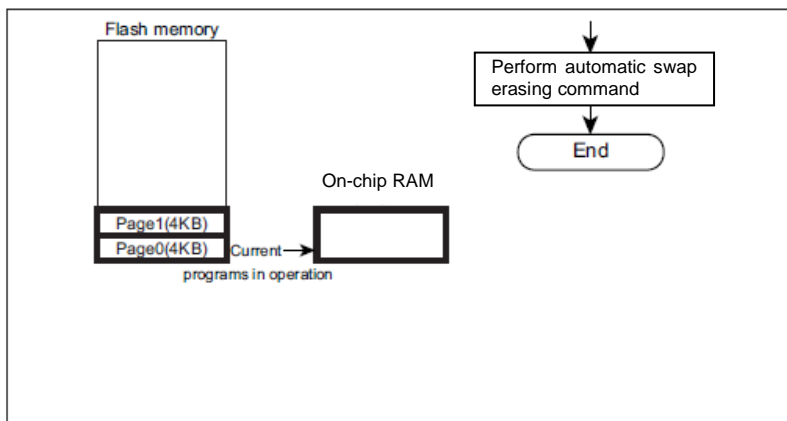 Flash memory
Page1(4KB)
Page0(4KB)
Current
programs in operation
On-chip RAM
Perform automatic swap
erasing command
End